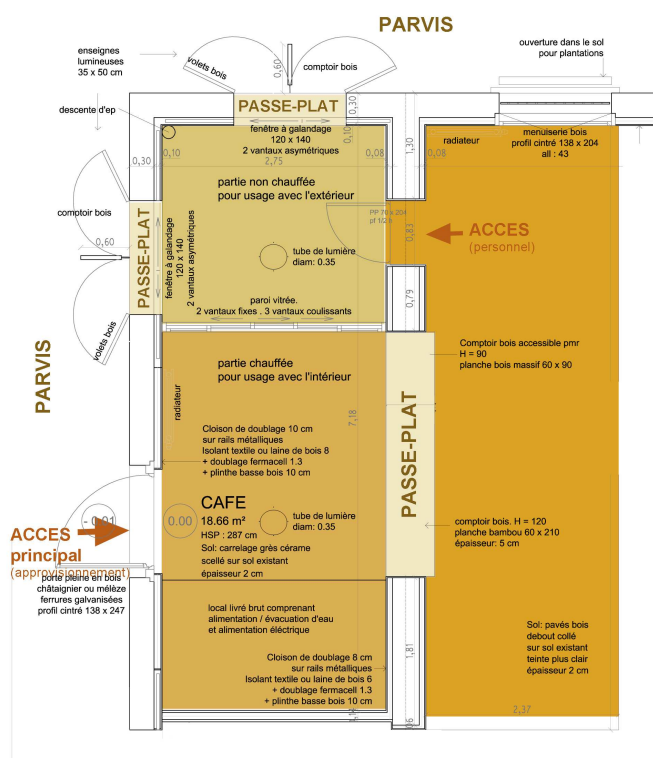 PARVIS
enseignes
lumineuses
35 x 50 cm
volets bois
0,60
comptoir bois
ouverture dans le sol
pour plantations
descente d'ep
PASSE-PLAT
0,30
0,10
fenêtre à galandage
120 x 140
2 vantaux asymétriques
0,30
0,10
2,75
0,08
1,30
0,08
radiateur
menuiserie bois
profil cintré 138 x 204
all : 43
partie non chauffée
pour usage avec l'extérieur
comptoir bois
0,60
PASSE-PLAT
fenêtre à galandage
120 x 140
2 vantaux asymétriques
PP 70 x 204
pf 1/2 h
0,83
ACCES
(personnel)
tube de lumière
diam: 0.35
0,79
paroi vitrée.
2 vantaux fixes . 3 vantaux coulissants
volets bois
PARVIS
partie chauffée
pour usage avec l'intérieur
radiateur
Comptoir bois accessible pmr
H = 90
planche bois massif 60 x 90
7,18
PASSE-PLAT
Cloison de doublage 10 cm
sur rails métalliques
Isolant textile ou laine de bois 8
+ doublage fermacell 1.3
+ plinthe basse bois 10 cm
- 0.01
0.00
CAFE
18.66 m²
HSP : 287 cm
Sol: carrelage grès cérame
scellé sur sol existant
épaisseur 2 cm
tube de lumière
diam: 0.35
comptoir bois. H = 120
planche bambou 60 x 210
épaisseur: 5 cm
ACCES
principal
(approvisionnement)
porte pleine en bois
châtaignier ou mélèze
ferrures galvanisées
profil cintré 138 x 247
local livré brut comprenant
alimentation / évacuation d'eau
et alimentation électrique
Sol: pavés bois
debout collé
sur sol existant
teinte plus clair
épaisseur 2 cm
1,81
Cloison de doublage 8 cm
sur rails métalliques
Isolant textile ou laine de bois 6
+ doublage fermacell 1.3
+ plinthe basse bois 10 cm
2,37